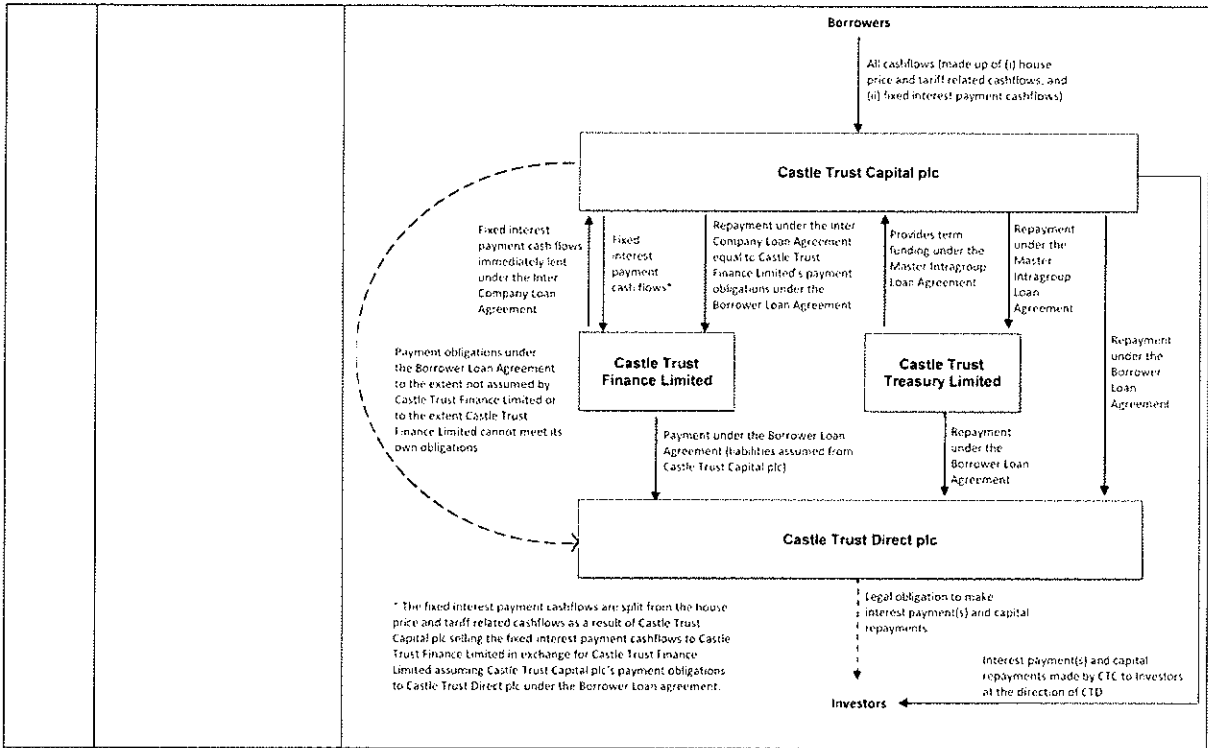 Borrowers
All cashflows (made up of (i) house
price and tariff related cashflows, and
(ii) fixed interest payment cashflows)
Castle Trust Capital plc
Fixed interest
payment cash flows
immediately lent
under the Inter
Company Loan
Agreement
Fixed
interest
payment
cash flows*
Repayment under the Inter
Company Loan Agreement
equal to Castle Trust
Finance Limited's payment
obligations under the
Borrower Loan Agreement
Provides term
funding under the
Master Intragroup
Loan Agreement
Repayment
under the
Master
Intragroup
Loan
Agreement
Repayment
under the
Borrower
Loan
Agreement
Payment obligations under
the Borrower Loan Agreement
to the extent not assumed by
Castle Trust Finance Limited or
to the extent Castle Trust
Finance Limited cannot meet its
own obligations
Castle Trust
Finance Limited
Castle Trust
Treasury Limited
Payment under the Borrower Loan
Agreement (liabilities assumed from
Castle Trust Capital plc)
Repayment
under the
Borrower Loan
Agreement
Castle Trust Direct plc
Legal obligation to make
interest payment(s) and capital
repayments
* The fixed interest payment cashflows are split from the house
price and tariff related cashflows as a result of Castle Trust
Capital plc selling the fixed interest payment cashflows to Castle
Trust Finance Limited in exchange for Castle Trust Finance
Limited assuming Castle Trust Capital plc's payment obligations
to Castle Trust Direct plc under the Borrower Loan agreement.
Interest payment(s) and capital
repayments made by CTC to Investors
at the direction of CTD
Investors